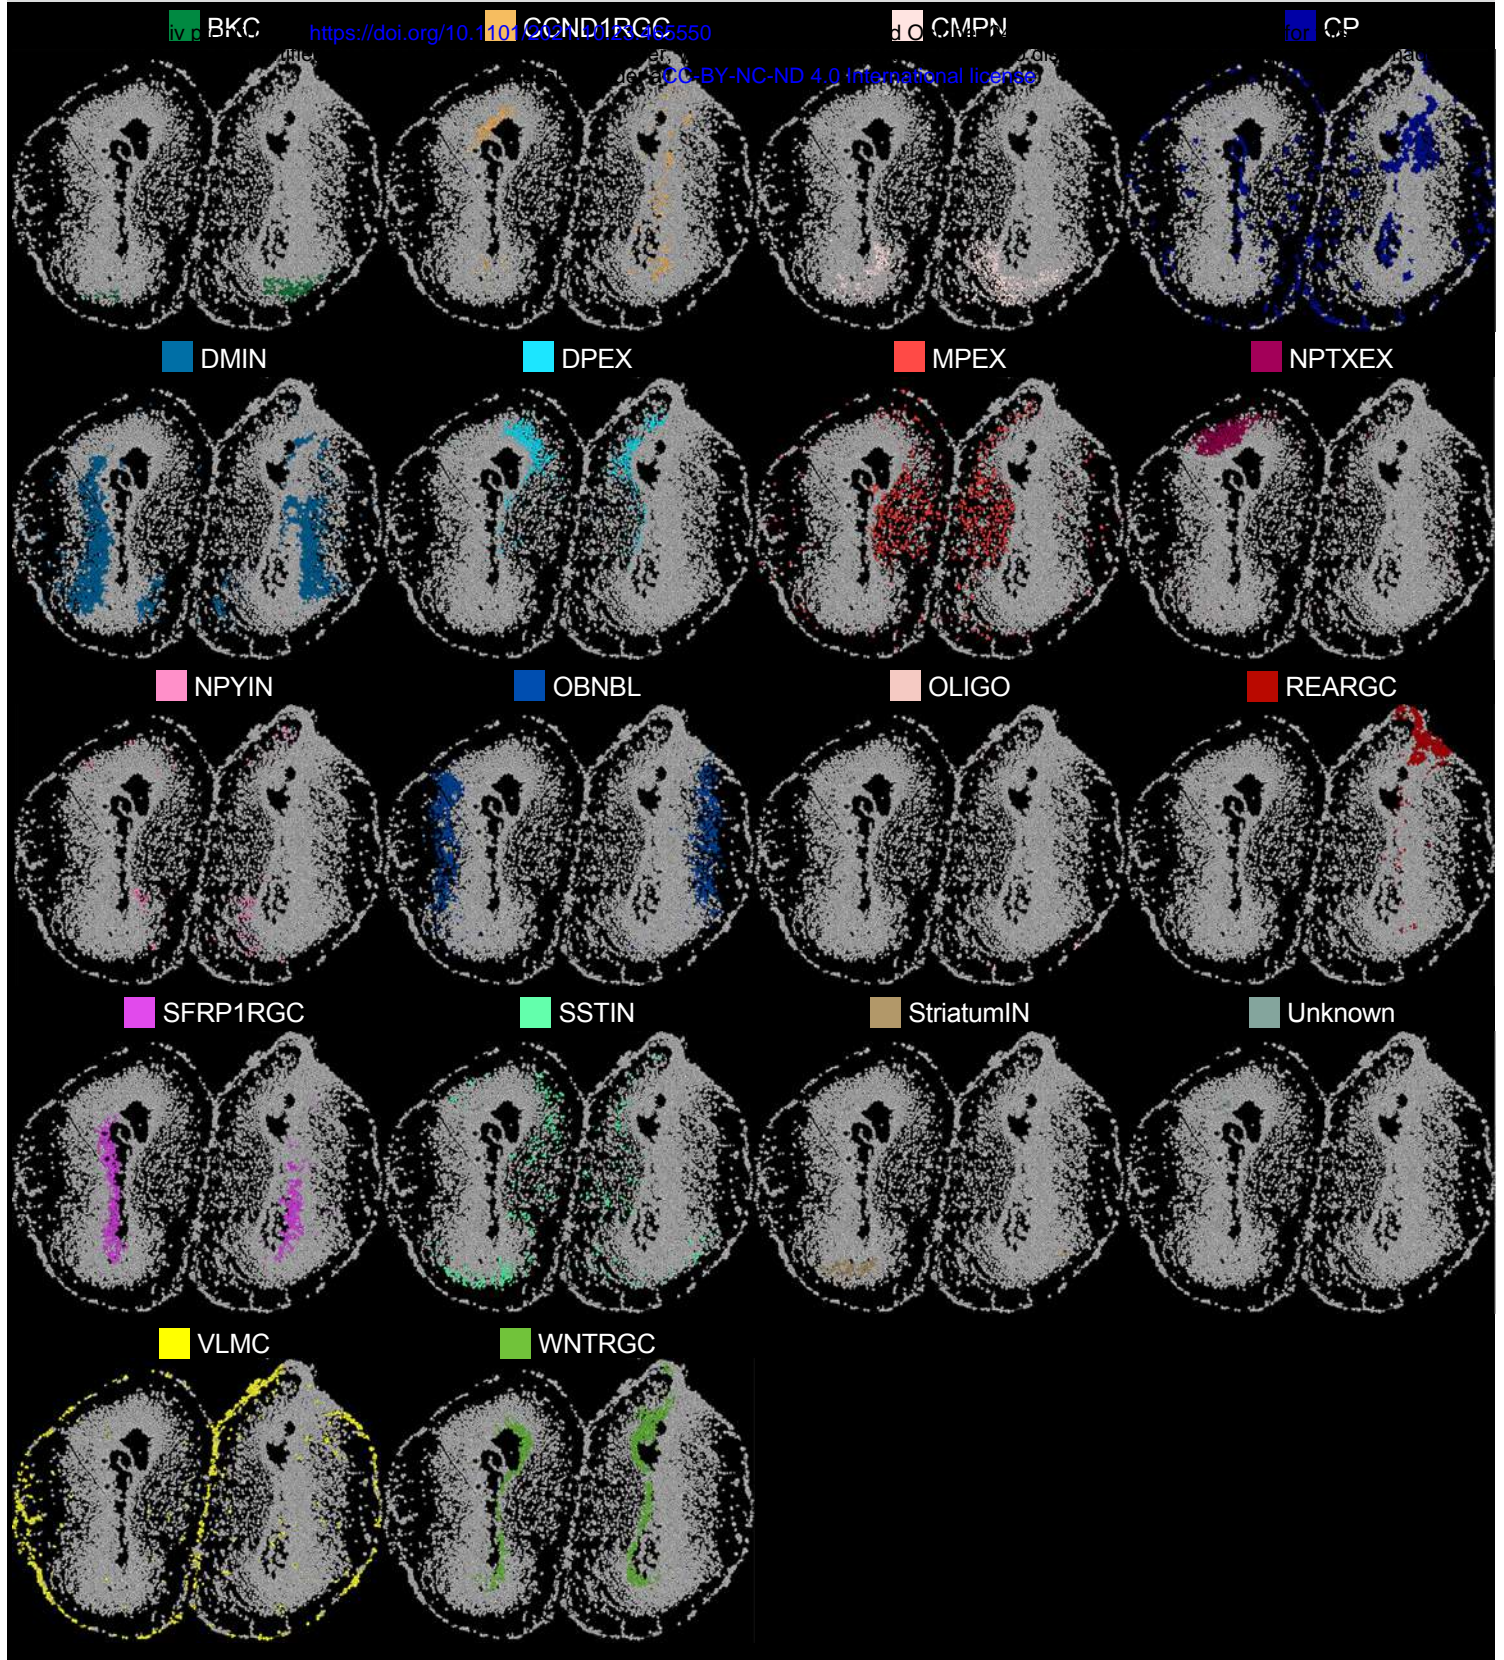 BKC CCND1RGC CMPN CP
https://doi.org/10.1101/2021.10.23.465550
CC-BY-NC-ND 4.0 International license
DMIN DPEX MPEX NPTXEX
NPYIN OBNBL OLIGO REARGC
SFRP1RGC SSTIN StriatumIN Unknown
VLMC WNTRGC